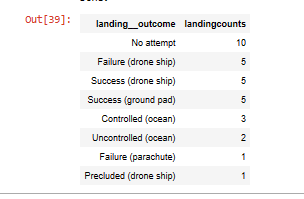 Out[39]:
landing__outcome landingcounts
No attempt 10
Failure (drone ship) 5
Success (drone ship) 5
Success (ground pad) 5
Controlled (ocean) 3
Uncontrolled (ocean) 2
Failure (parachute) 1
Precluded (drone ship) 1